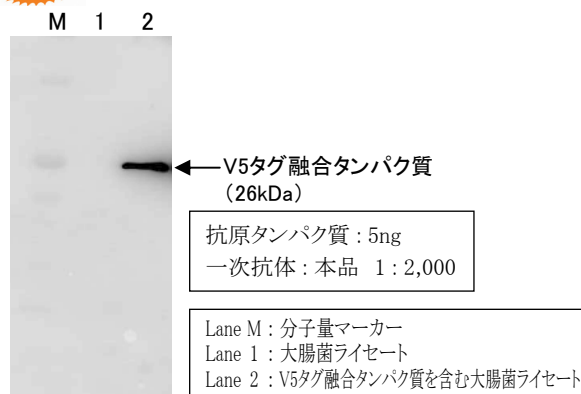 M 1 2
V5タグ融合タンパク質
（26kDa）
抗原タンパク質：5ng
一次抗体：本品 1：2,000
Lane M：分子量マーカー
Lane 1：大腸菌ライセート
Lane 2：V5タグ融合タンパク質を含む大腸菌ライセート